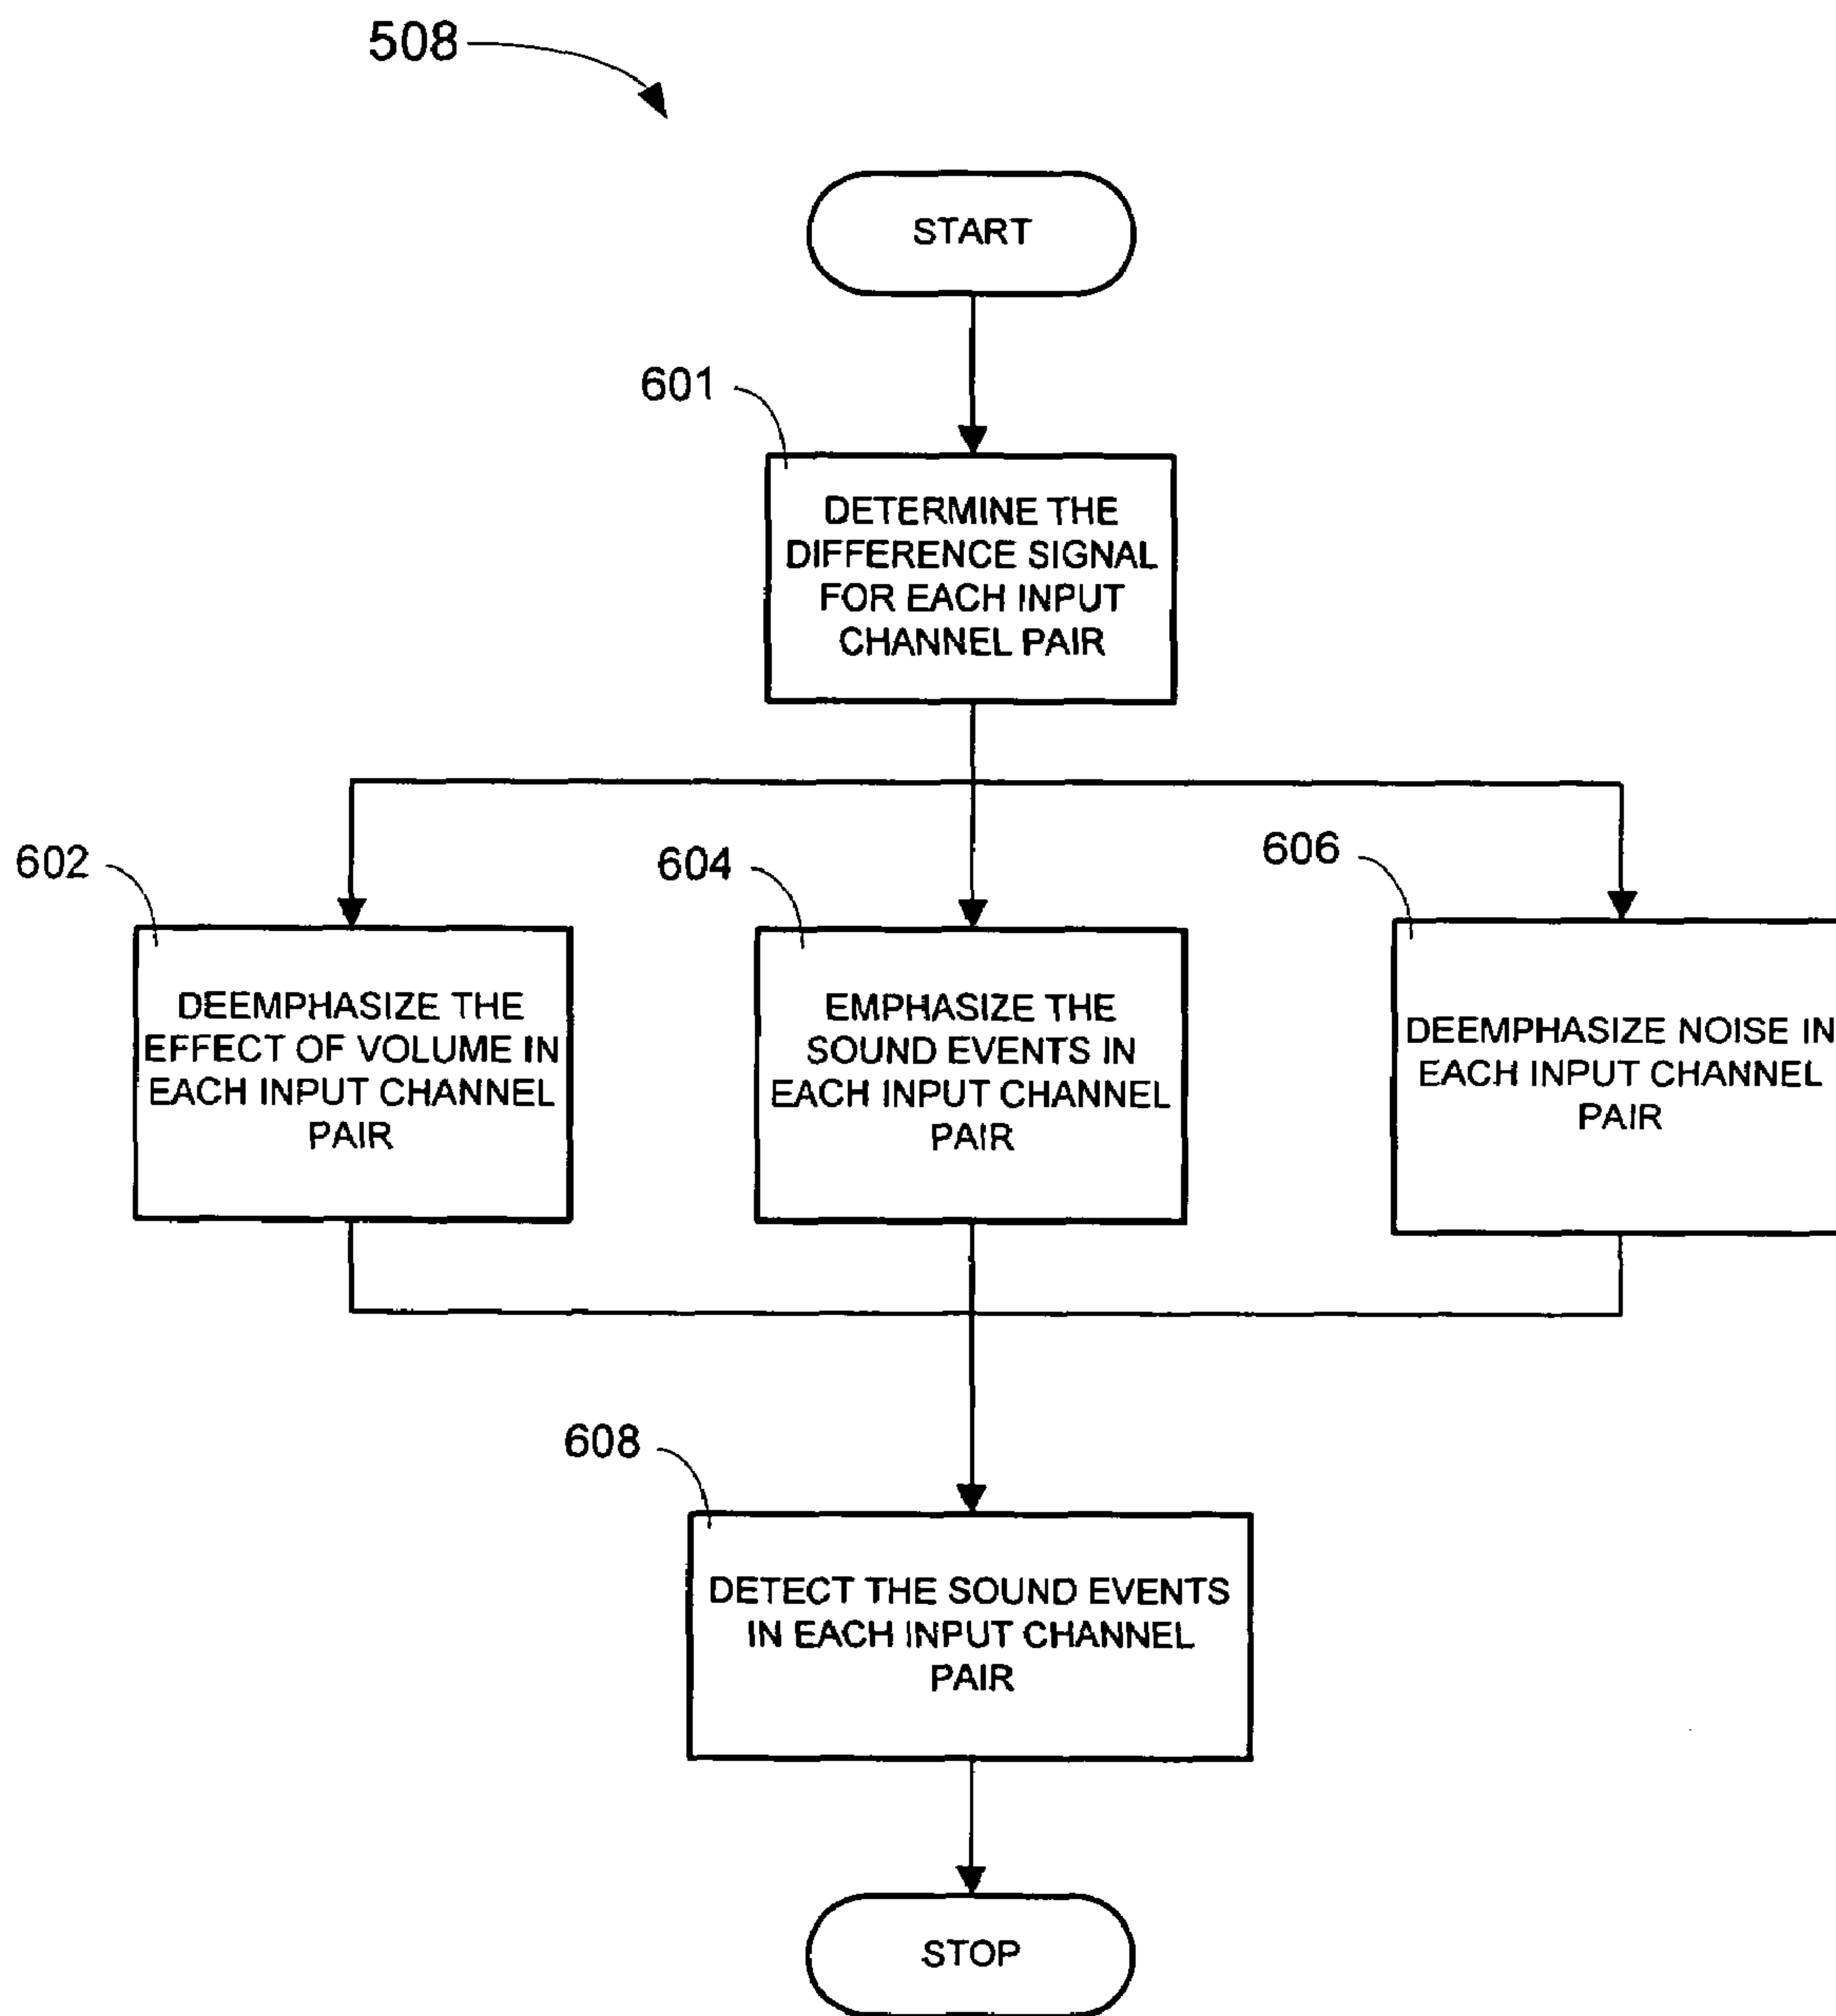 508
START
601
DETERMINE THE
DIFFERENCE SIGNAL
FOR EACH INPUT
CHANNEL PAIR
602
DEEMPHASIZE THE
EFFECT OF VOLUME IN
EACH INPUT CHANNEL
PAIR
604
EMPHASIZE THE
SOUND EVENTS IN
EACH INPUT CHANNEL
PAIR
606
DEEMPHASIZE NOISE IN
EACH INPUT CHANNEL
PAIR
608
DETECT THE SOUND EVENTS
IN EACH INPUT CHANNEL
PAIR
STOP